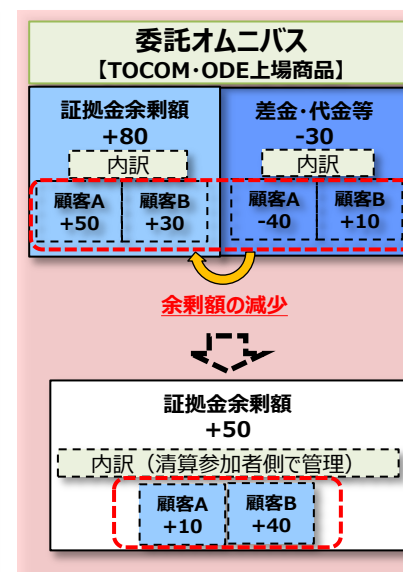 委託オムニバス
【TOCOM・ODE上場商品】
証拠金余剰額
+80
内訳
顧客A
+50
顧客B
+30
差金・代金等
-30
内訳
顧客A
-40
顧客B
+10
余剰額の減少
証拠金余剰額
+50
内訳（清算参加者側で管理）
顧客A
+10
顧客B
+40